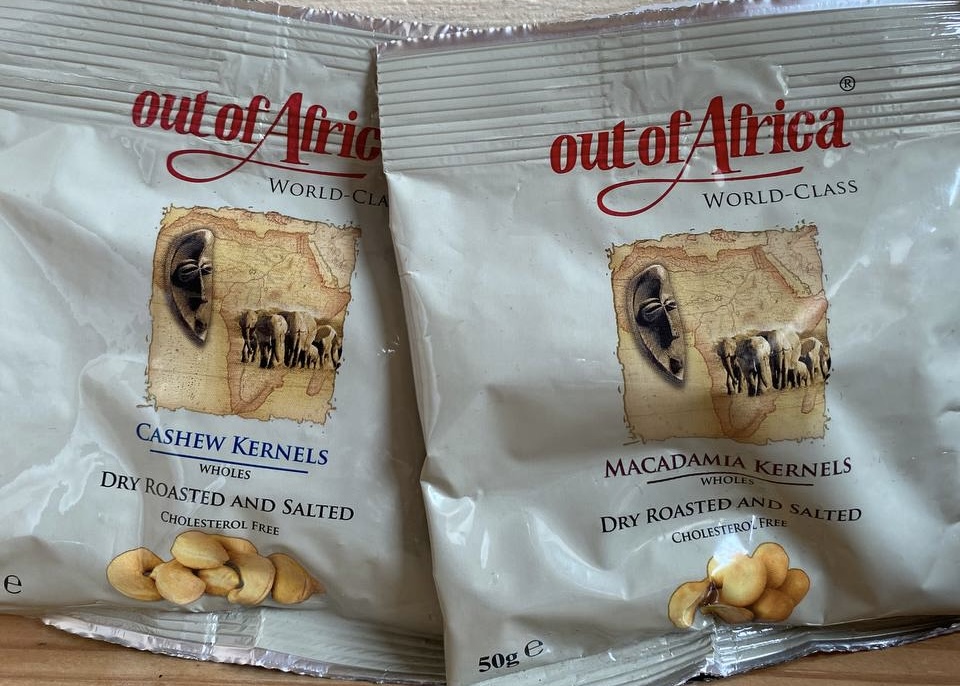 out of Afric
WORLD-CLA
CASHEW KERNELS
WHOLES
DRY ROASTED AND SALTED
CHOLESTEROL FREE
e
out of Africa®
WORLD-CLASS
MACADAMIA KERNELS
WHOLES
DRY ROASTED AND SALTED
CHOLESTEROL FREE
50g e